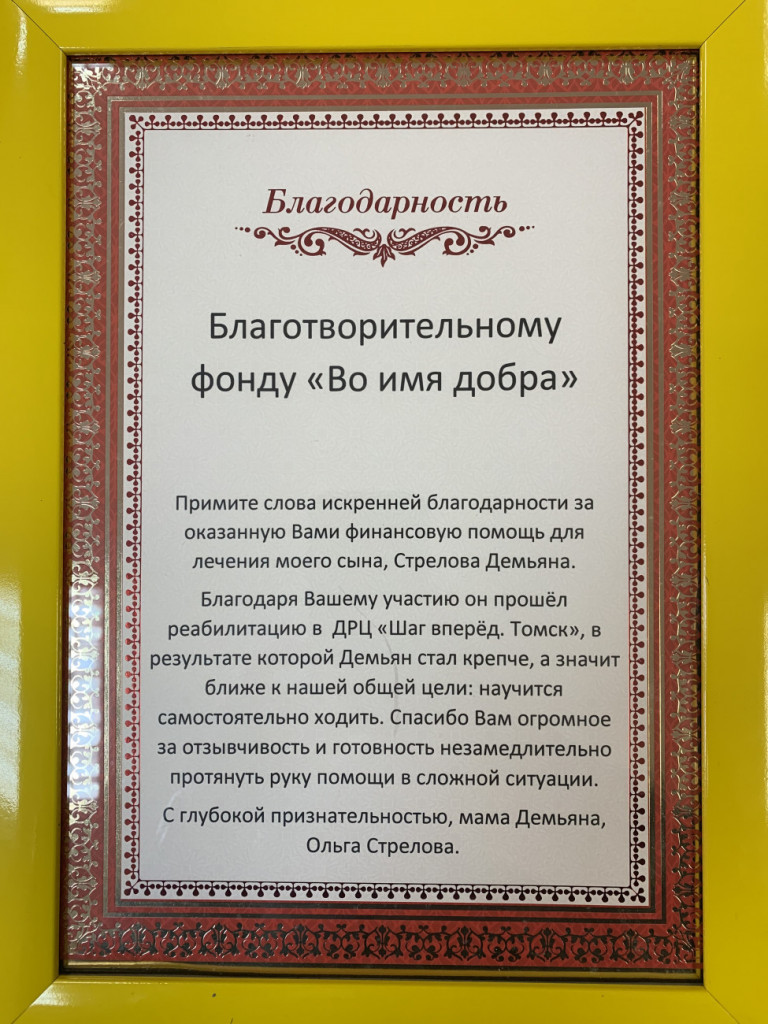 Благодарность
Благотворительному
фонду «Во имя добра»
Примите слова искренней благодарности за
оказанную Вами финансовую помощь для
лечения моего сына, Стрелова Демьяна.
Благодаря Вашему участию он прошёл
реабилитацию в ДРЦ «Шаг вперёд. Томск», в
результате которой Демьян стал крепче, а значит
ближе к нашей общей цели: научится
самостоятельно ходить. Спасибо Вам огромное
за отзывчивость и готовность незамедлительно
протянуть руку помощи в сложной ситуации.
С глубокой признательностью, мама Демьяна,
Ольга Стрелова.